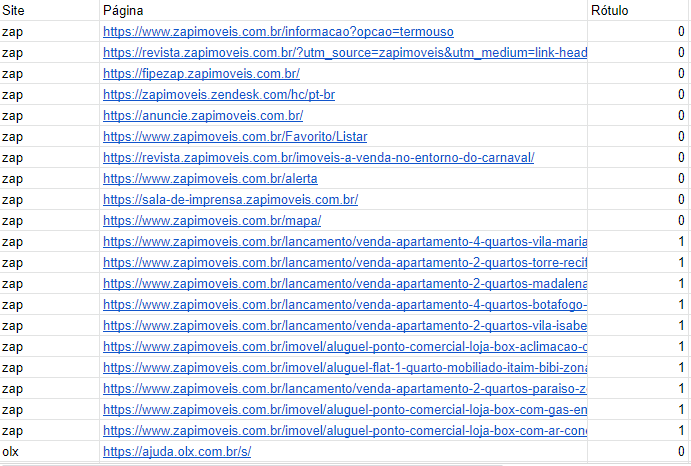 Site Página Rótulo
zap https://www.zapimoveis.com.br/informacao?opcao=termouso 0
zap https://revista.zapimoveis.com.br/?utm_source=zapimoveis&utm_medium=link-head 0
zap https://fipezap.zapimoveis.com.br/ 0
zap https://zapimoveis.zendesk.com/hc/pt-br 0
zap https://anuncie.zapimoveis.com.br/ 0
zap https://www.zapimoveis.com.br/Favorito/Listar 0
zap https://revista.zapimoveis.com.br/imoveis-a-venda-no-entorno-do-carnaval/ 0
zap https://www.zapimoveis.com.br/alerta 0
zap https://sala-de-imprensa.zapimoveis.com.br/ 0
zap https://www.zapimoveis.com.br/mapa/ 0
zap https://www.zapimoveis.com.br/lancamento/venda-apartamento-4-quartos-vila-maria 1
zap https://www.zapimoveis.com.br/lancamento/venda-apartamento-2-quartos-torre-recif 1
zap https://www.zapimoveis.com.br/lancamento/venda-apartamento-2-quartos-madalena 1
zap https://www.zapimoveis.com.br/lancamento/venda-apartamento-4-quartos-botafogo- 1
zap https://www.zapimoveis.com.br/lancamento/venda-apartamento-2-quartos-vila-isabe 1
zap https://www.zapimoveis.com.br/imovel/aluguel-ponto-comercial-loja-box-aclimacao-c 1
zap https://www.zapimoveis.com.br/imovel/aluguel-flat-1-quarto-mobiliado-itaim-bibi-zona 1
zap https://www.zapimoveis.com.br/lancamento/venda-apartamento-2-quartos-paraiso-z 1
zap https://www.zapimoveis.com.br/imovel/aluguel-ponto-comercial-loja-box-com-gas-en 1
zap https://www.zapimoveis.com.br/imovel/aluguel-ponto-comercial-loja-box-com-ar-conc 1
olx https://ajuda.olx.com.br/s/ 0